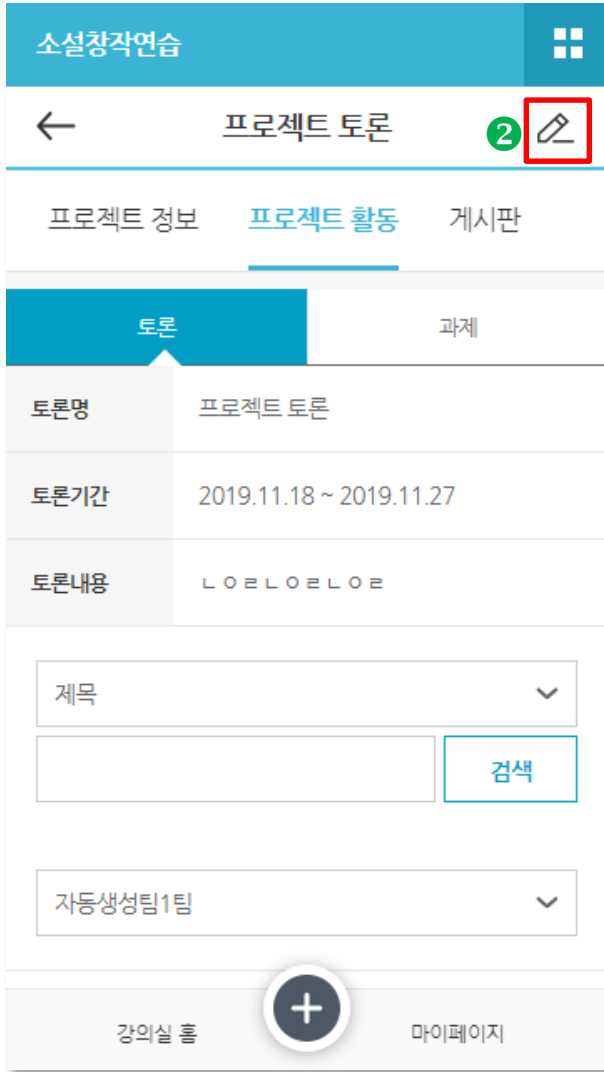 소설창작연습
프로젝트 토론
2
프로젝트 정보 프로젝트 활동 게시판
토론 과제
토론명 프로젝트 토론
토론기간 2019.11.18 ~ 2019.11.27
토론내용 ㄴㅇㄹㄴㅇㄹㄴㅇㄹ
제목
검색
자동생성팀1팀
강의실 홈 마이페이지